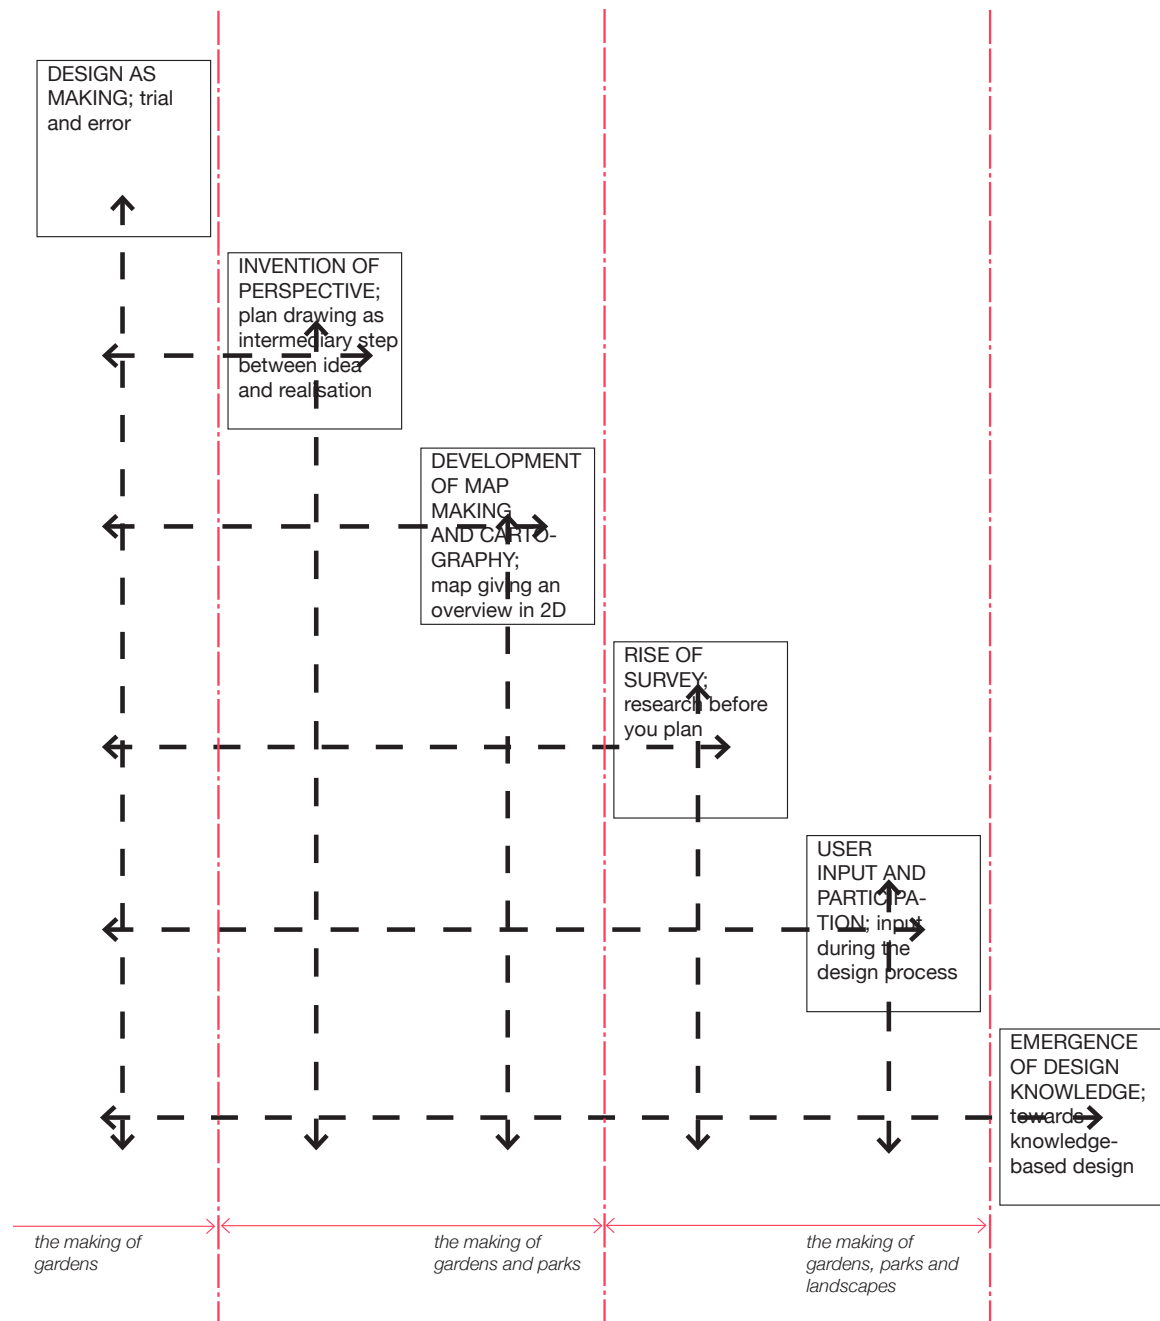 DESIGN AS
MAKING; trial
and error
INVENTION OF
PERSPECTIVE;
plan drawing as
intermediary step
between idea
and realisation
DEVELOPMENT
OF MAP
MAKING
AND CARTO-
GRAPHY;
map giving an
overview in 2D
RISE OF
SURVEY;
research before
you plan
USER
INPUT AND
PARTICIPA-
TION; input
during the
design process
EMERGENCE
OF DESIGN
KNOWLEDGE;
towards
knowledge-
based design
the making of
gardens
the making of
gardens and parks
the making of
gardens, parks and
landscapes